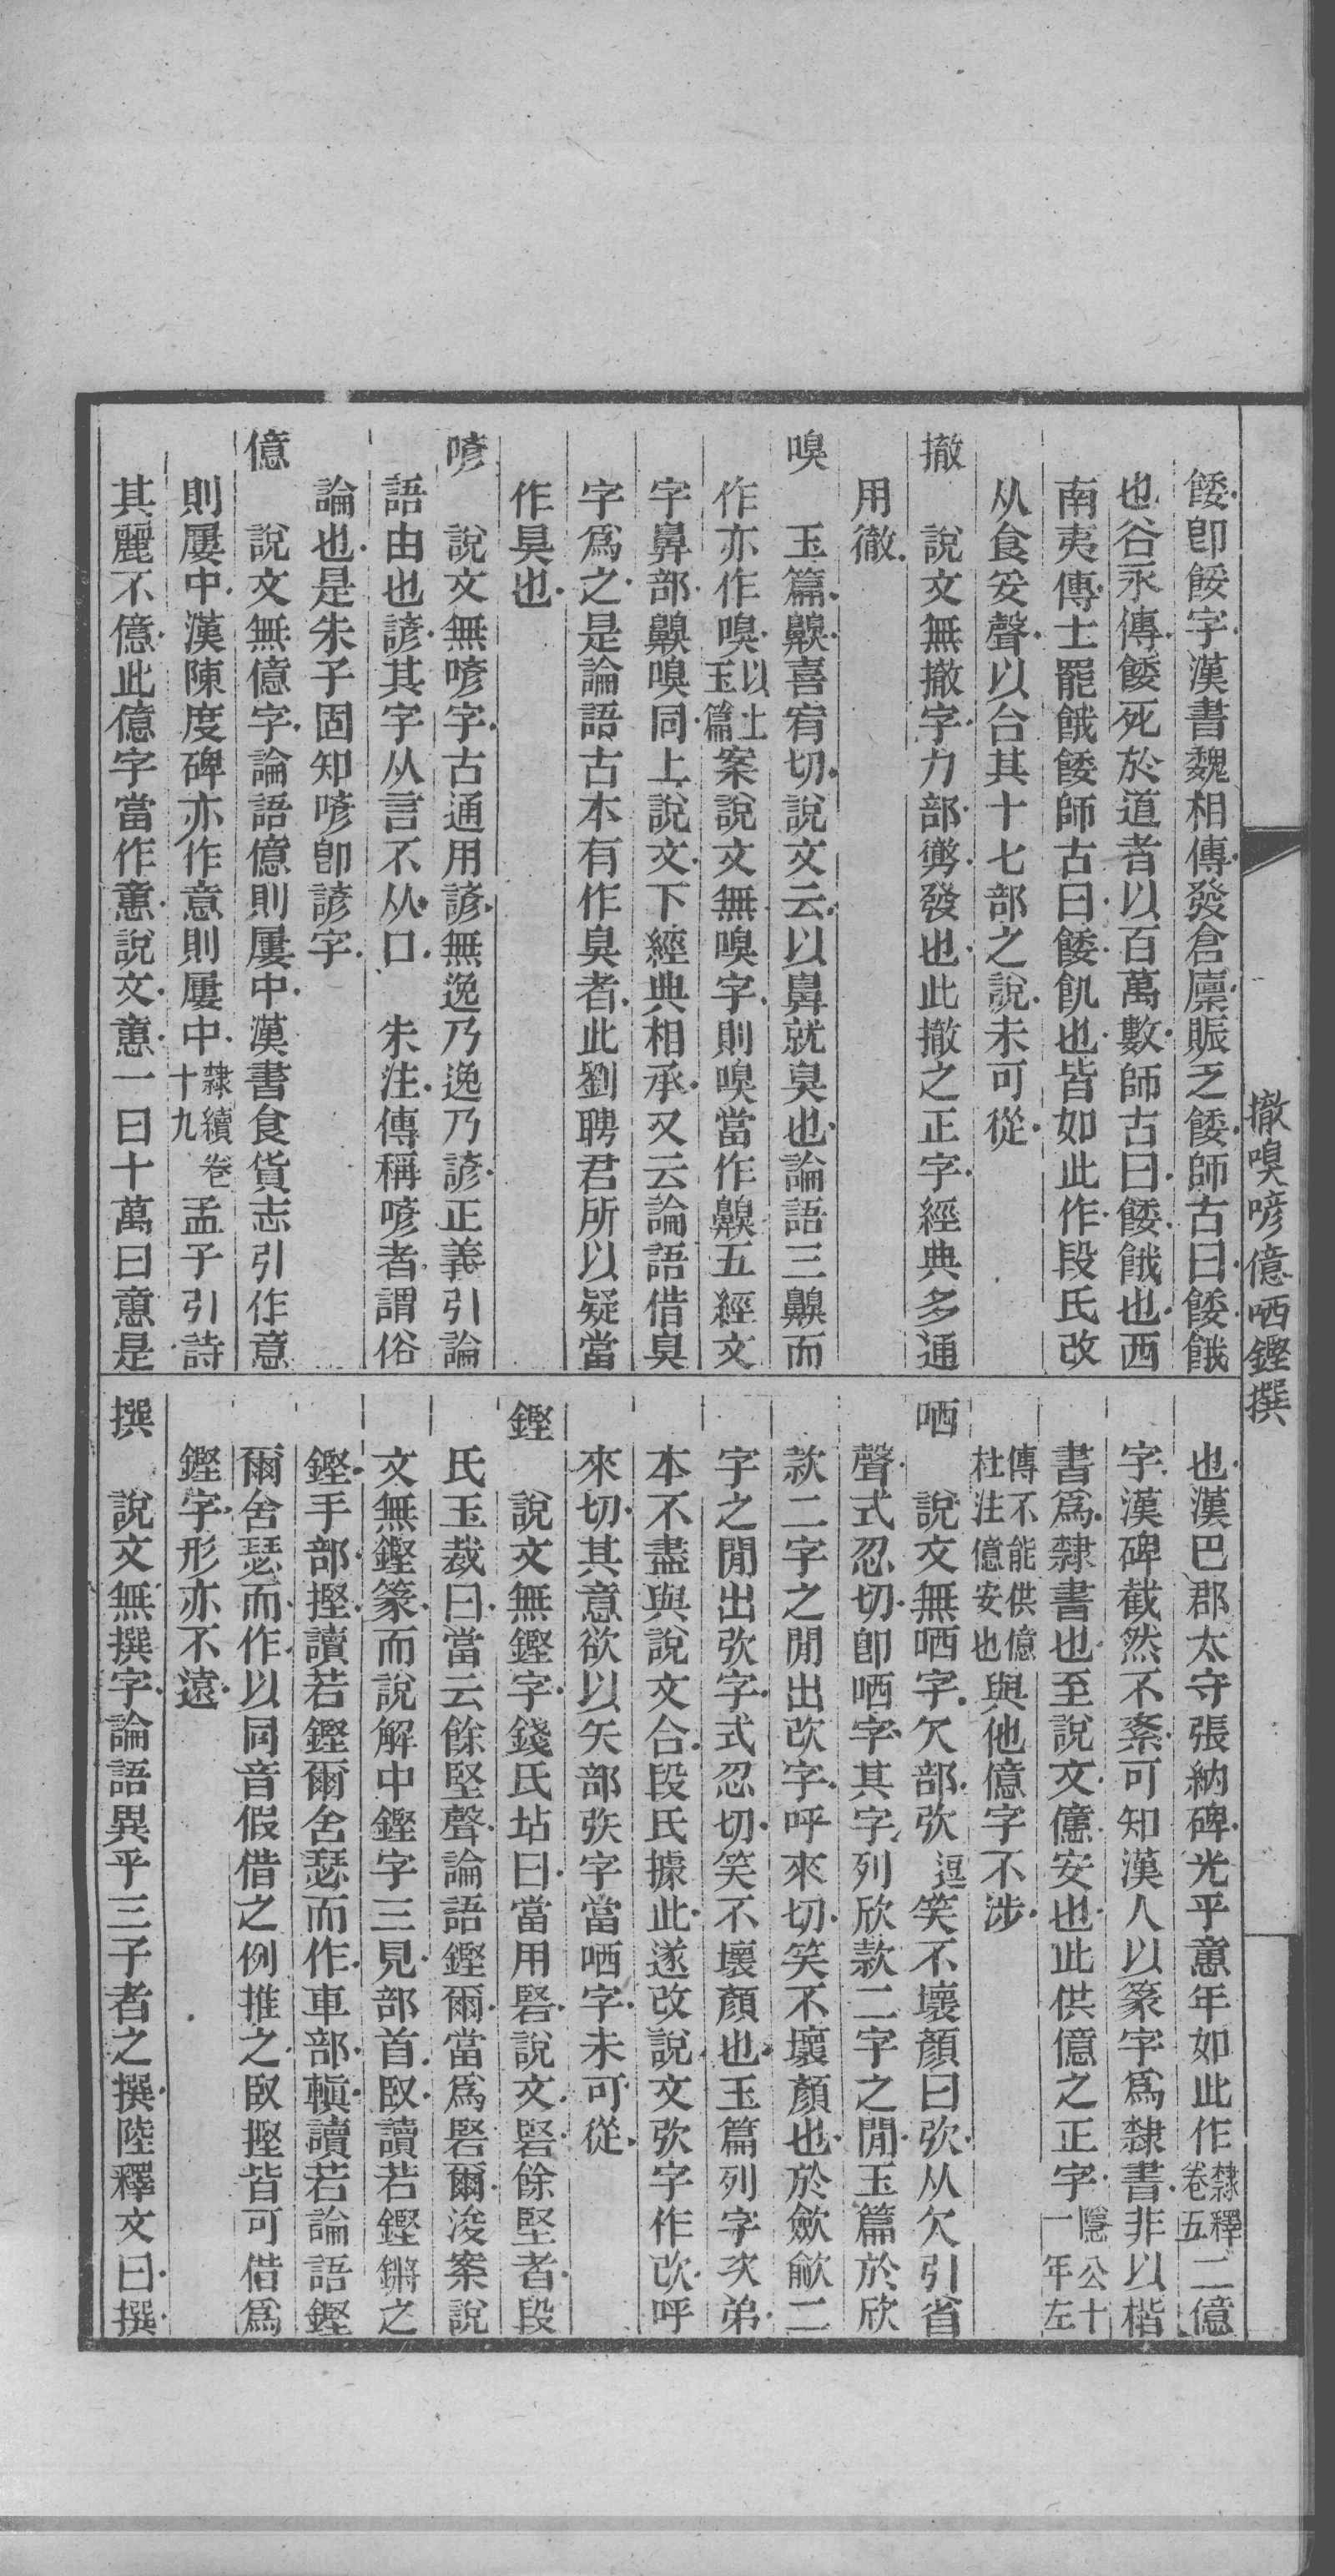 撤嗅喭億哂鏗撰
餧卽餒字漢書魏相傳發倉廩賑乏餧師古曰餧餓
也谷永傳餧死於道者以百萬數師古曰餧餓也西
南夷傳士罷餓餧師古曰餧飢也皆如此作段氏改
从食妥聲以合其十七部之說未可從
撤
說文無撤字力部勶發也此撤之正字經典多通
用徹
嗅
玉篇齅喜宥切說文云以鼻就臭也論語三齅而
作亦作嗅以上玉篇案說文無嗅字則嗅當作齅五經文
字鼻部齅嗅同上說文下經典相承又云論語借臭
字爲之是論語古本有作臭者此劉聘君所以疑當
作狊也
喭
說文無喭字古通用諺無逸乃逸乃諺正義引論
語由也諺其字从言不从口 朱注傳稱喭者謂俗
論也是朱子固知喭卽諺字
億
說文無億字論語億則屢中漢書食貨志引作意
則屢中漢陳度碑亦作意則屢中隸續卷十九孟子引詩
其麗不億此億字當作𢡃說文𢡃一曰十萬曰𢡃是
也漢巴郡太守張納碑光平𢡃年如此作隸釋卷五二億
字漢碑截然不紊可知漢人以篆字爲隸書非以楷
書爲隸書也至說文㥷安也此供億之正字隱公十一年左
傳不能供億杜注億安也與他億字不涉
哂
說文無哂字欠部弞逗笑不壞顏曰弞从欠引省
聲式忍切卽哂字其字列欣款二字之閒玉篇於欣
款二字之閒出改字呼來切笑不壞顏也於歛歈二
字之閒出弞字式忍切笑不壞顏也玉篇列字次弟
本不盡與說文合段氏據此遂改說文弞字作改呼
來切其意欲以矢部矤字當哂字未可從
鏗
說文無鏗字錢氏坫曰當用硻說文硻餘堅者段
氏玉裁曰當云餘堅聲論語鏗爾當爲硻爾浚案說
文無鏗篆而說解中鏗字三見部首臤讀若鏗鏘之
鏗手部摼讀若鏗爾舍瑟而作車部轃讀若論語鏗
爾舍瑟而作以同音假借之例推之臤摼皆可借爲
鏗字形亦不遠
撰
說文無撰字論語異乎三子者之撰陸釋文曰撰